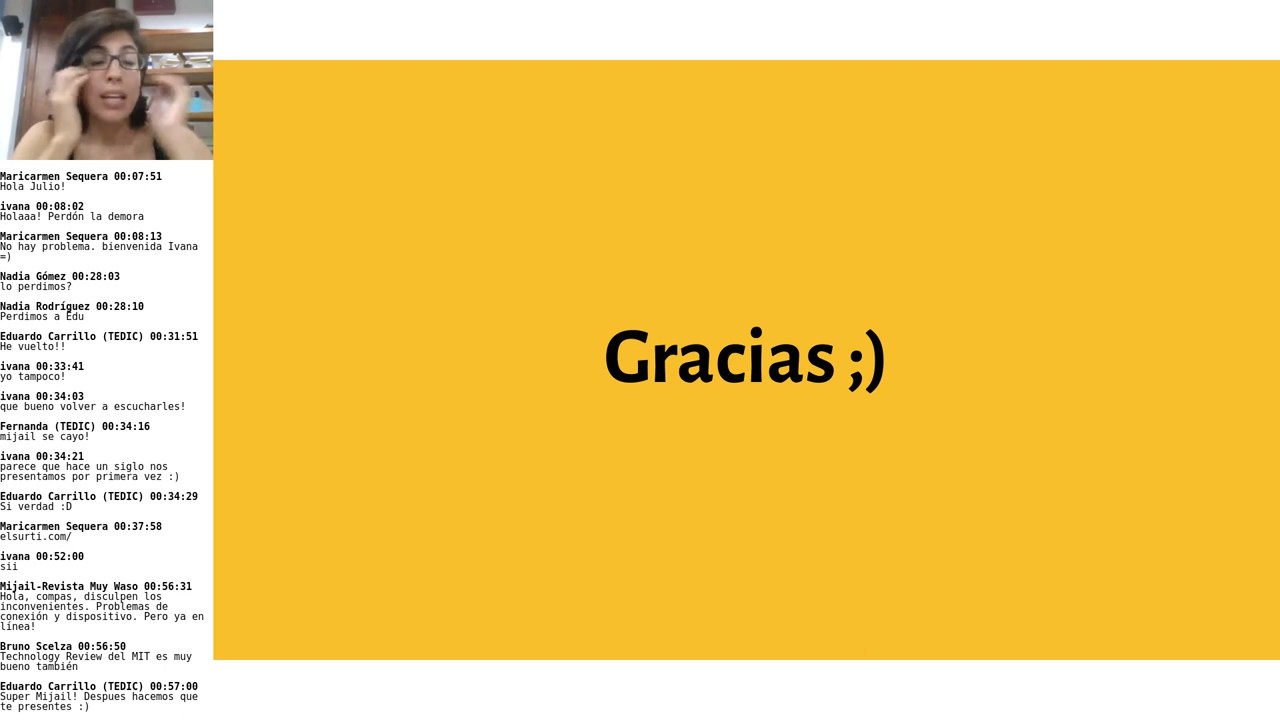 Maricarmen Sequera 00:07:51
Hola Julio!
ivana 00:08:02
Holaaa! Perdón la demora
Maricarmen Sequera 00:08:13
No hay problema. bienvenida Ivana
=)
Nadia Gómez 00:28:03
lo perdimos?
Nadia Rodríguez 00:28:10
Perdimos a Edu
Eduardo Carrillo (TEDIC) 00:31:51
He vuelto!!
ivana 00:33:41
yo tampoco!
ivana 00:34:03
que bueno volver a escucharles!
Fernanda (TEDIC) 00:34:16
mijail se cayo!
ivana 00:34:21
parece que hace un siglo nos
presentamos por primera vez :)
Eduardo Carrillo (TEDIC) 00:34:29
Si verdad :D
Maricarmen Sequera 00:37:58
elsurti.com/
ivana 00:52:00
sii
Mijail-Revista Muy Waso 00:56:31
Hola, compas, disculpen los
inconvenientes. Problemas de
conexión y dispositivo. Pero ya en
línea!
Bruno Scelza 00:56:50
Technology Review del MIT es muy
bueno también
Eduardo Carrillo (TEDIC) 00:57:00
Super Mijail! Despues hacemos que
te presentes :)
Gracias ;)